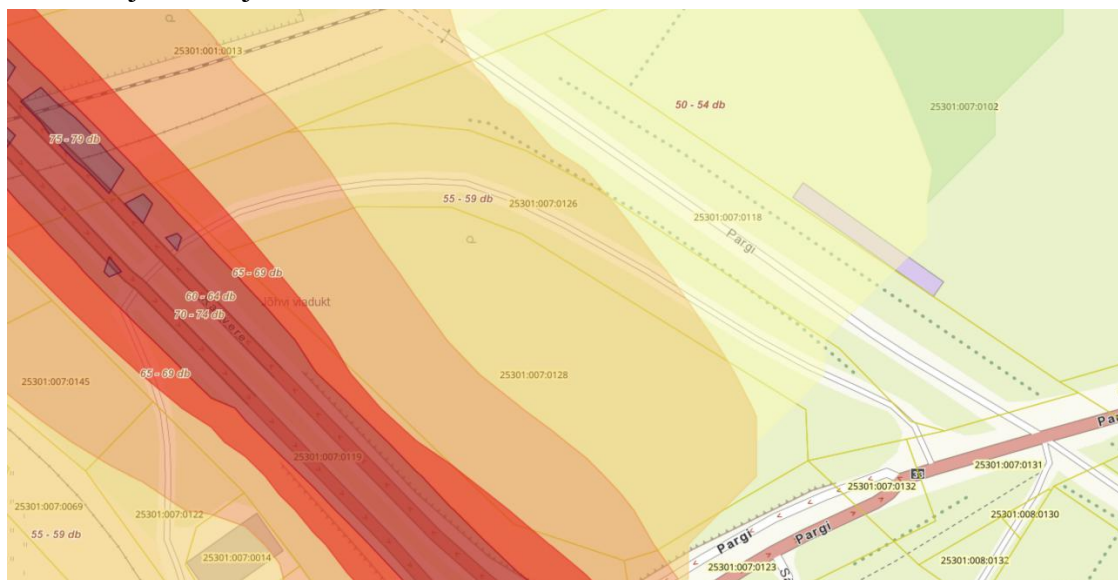 25301:001:0013
50 - 54 db
25301:007:0102
75 - 79 db
55 - 59 db
25301:007:0126
25301:007:0118
Pargi
65 - 69 db
60 - 64 db
Jõhvi viadukt
70 - 74 db
65 - 69 db
25301:007:0145
25301:007:0128
25301:007:0119
33
25301:007:0131
25301:007:0132
25301:007:0069
25301:007:0122
25301:008:0130
55 - 59 db
Pargi
Pargi
25301:007:0014
25301:007:0123
25301:008:0132